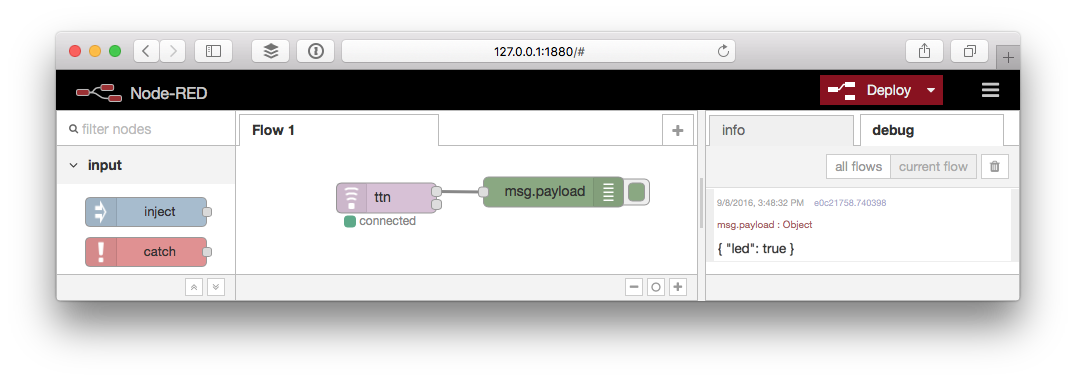 127.0.0.1:1880/#
Node-RED
Deploy
filter nodes
Flow 1
info
debug
input
all flows
current flow
ttn
msg.payload
connected
inject
catch
9/8/2016, 3:48:32 PM e0c21758.740398
msg.payload : Object
{ "led": true }